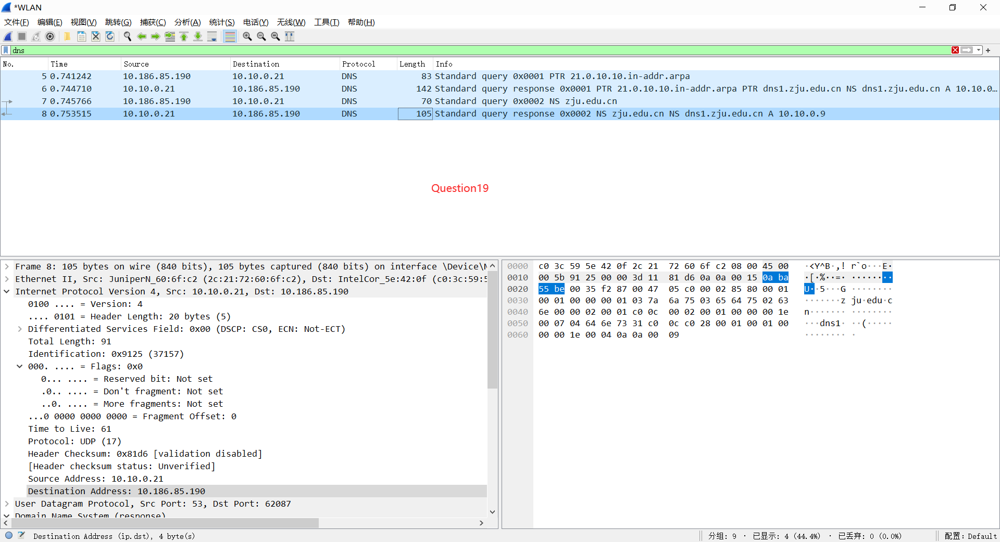 *WLAN
文件(F) 编辑(E) 视图(V) 跳转(G) 捕获(C) 分析(A) 统计(S) 电话(Y) 无线(W) 工具(T) 帮助(H)
dns
No. Time Source Destination Protocol Length Info
5 0.741242 10.186.85.190 10.10.0.21 DNS 83 Standard query 0x0001 PTR 21.0.10.10.in-addr.arpa
6 0.744710 10.10.0.21 10.186.85.190 DNS 142 Standard query response 0x0001 PTR 21.0.10.10.in-addr.arpa PTR dns1.zju.edu.cn NS dns1.zju.edu.cn A 10.10.0…
7 0.745766 10.186.85.190 10.10.0.21 DNS 70 Standard query 0x0002 NS zju.edu.cn
8 0.753515 10.10.0.21 10.186.85.190 DNS 105 Standard query response 0x0002 NS zju.edu.cn NS dns1.zju.edu.cn A 10.10.0.9
Question19
Frame 8: 105 bytes on wire (840 bits), 105 bytes captured (840 bits) on interface \Device\N
Ethernet II, Src: JuniperN_60:6f:c2 (2c:21:72:60:6f:c2), Dst: IntelCor_5e:42:0f (c0:3c:59:5
Internet Protocol Version 4, Src: 10.10.0.21, Dst: 10.186.85.190
0100 .... = Version: 4
.... 0101 = Header Length: 20 bytes (5)
Differentiated Services Field: 0x00 (DSCP: CS0, ECN: Not-ECT)
Total Length: 91
Identification: 0x9125 (37157)
000. .... = Flags: 0x0
0... .... = Reserved bit: Not set
.0.. .... = Don't fragment: Not set
..0. .... = More fragments: Not set
...0 0000 0000 0000 = Fragment Offset: 0
Time to Live: 61
Protocol: UDP (17)
Header Checksum: 0x81d6 [validation disabled]
[Header checksum status: Unverified]
Source Address: 10.10.0.21
Destination Address: 10.186.85.190
User Datagram Protocol, Src Port: 53, Dst Port: 62087
Domain Name System (response)
0000 c0 3c 59 5e 42 0f 2c 21 72 60 6f c2 08 00 45 00 ·<Y^B·,! r`o···E·
0010 00 5b 91 25 00 00 3d 11 81 d6 0a 0a 00 15 0a ba ·[·%··=· ········
0020 55 be 00 35 f2 87 00 47 05 c0 00 02 85 80 00 01 U··5···G ········
0030 00 01 00 00 00 01 03 7a 6a 75 03 65 64 75 02 63 ·······z ju·edu·c
0040 6e 00 00 02 00 01 c0 0c 00 02 00 01 00 00 00 1e n······· ········
0050 00 07 04 64 6e 73 31 c0 0c c0 28 00 01 00 01 00 ···dns1· ··(·····
0060 00 00 1e 00 04 0a 0a 00 09 ········ ·
Destination Address (ip.dst), 4 byte(s)
分组: 9 · 已显示: 4 (44.4%) · 已丢弃: 0 (0.0%)
配置: Default